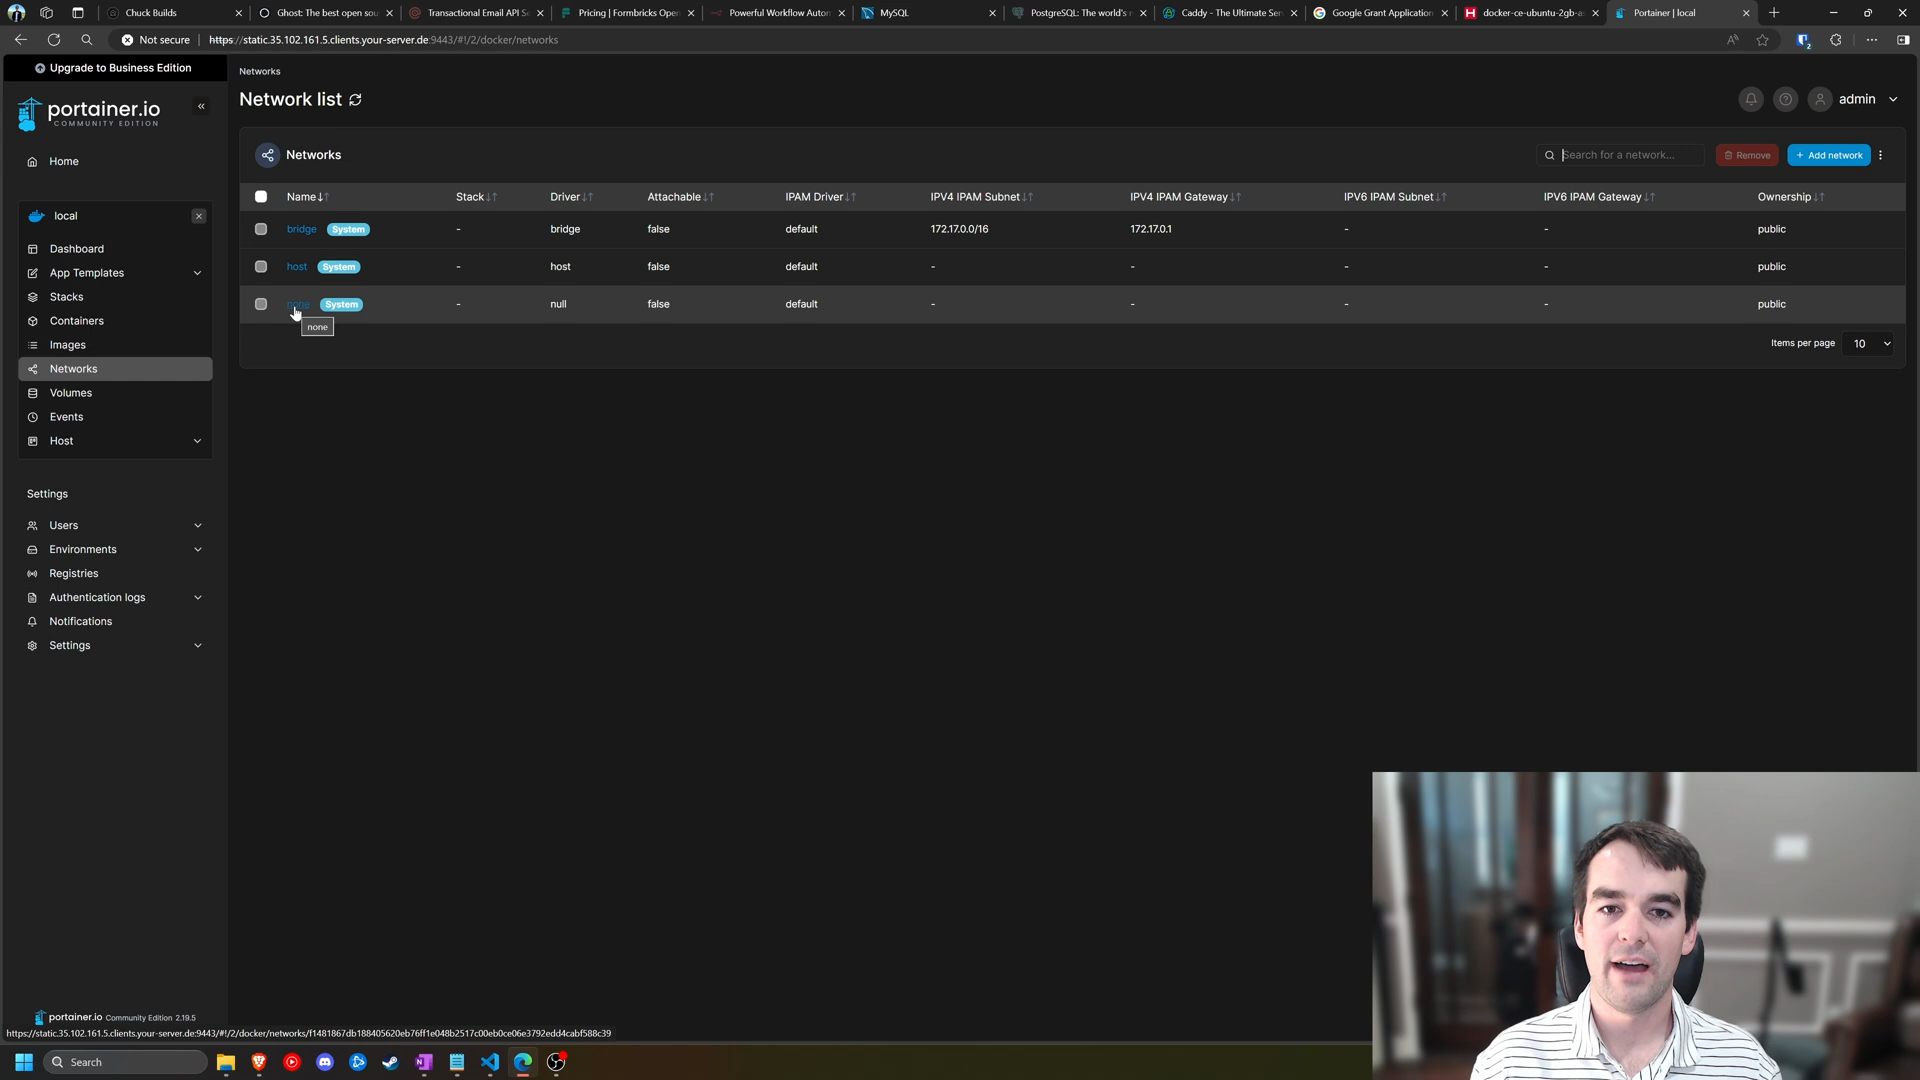 Chuck Builds
Ghost: The best open sou
Transactional Email API Se
Pricing | Formbricks Open
Powerful Workflow Autom
MySQL
PostgreSQL: The world's m
Caddy - The Ultimate Serv
Google Grant Application
docker-ce-ubuntu-2gb-as
Portainer | local
Not secure
https://static.35.102.161.5.clients.your-server.de:9443/#!/2/docker/networks
2
Upgrade to Business Edition
portainer.io
COMMUNITY EDITION
Home
local
Dashboard
App Templates
Stacks
Containers
Images
Networks
Volumes
Events
Host
Settings
Users
Environments
Registries
Authentication logs
Notifications
Settings
portainer.io Community Edition 2.19.5
Networks
Network list
admin
Networks
Search for a network...
Remove
+ Add network
Name Stack Driver Attachable IPAM Driver IPV4 IPAM Subnet IPV4 IPAM Gateway IPV6 IPAM Subnet IPV6 IPAM Gateway Ownership
bridge System - bridge false default 172.17.0.0/16 172.17.0.1 - - public
host System - host false default - - - - public
none System - null false default - - - - public
none
Items per page 10
https://static.35.102.161.5.clients.your-server.de:9443/#!/2/docker/networks/f1481867db188405620eb76ff1e048b2517c00eb0ce06e3792edd4cabf588c39
Search